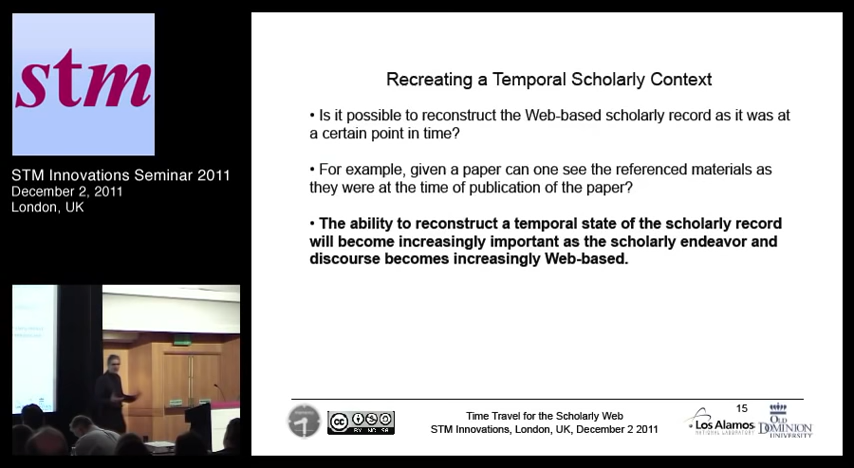 stm
STM Innovations Seminar 2011
December 2, 2011
London, UK
Recreating a Temporal Scholarly Context
• Is it possible to reconstruct the Web-based scholarly record as it was at
a certain point in time?
• For example, given a paper can one see the referenced materials as
they were at the time of publication of the paper?
• The ability to reconstruct a temporal state of the scholarly record
will become increasingly important as the scholarly endeavor and
discourse becomes increasingly Web-based.
cc
BY NC SA
Time Travel for the Scholarly Web
STM Innovations, London, UK, December 2 2011
15
Los Alamos
NATIONAL LABORATORY
OLD
DOMINION
UNIVERSITY